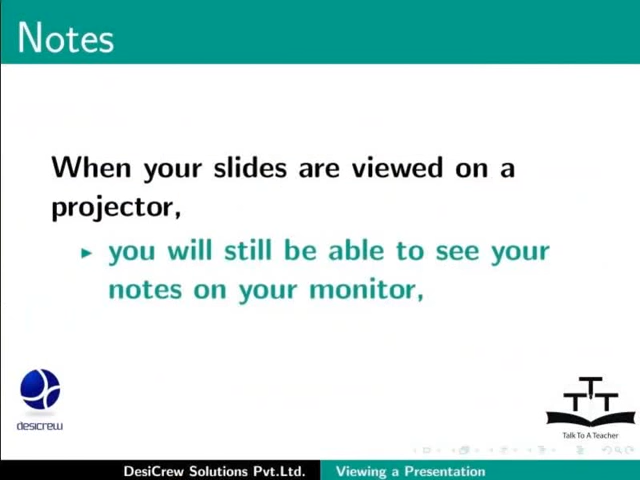 Notes
When your slides are viewed on a
projector,
you will still be able to see your
notes on your monitor,
desicrew
T T T
Talk To A Teacher
DesiCrew Solutions Pvt.Ltd.
Viewing a Presentation